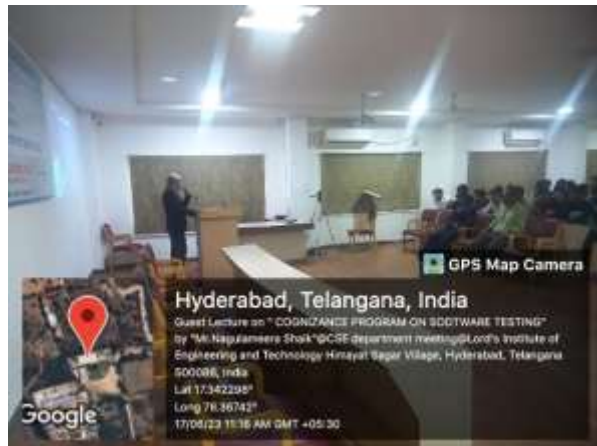 GPS Map Camera
Hyderabad, Telangana, India
Guest Lecture on " COGNIZANCE PROGRAM ON SODTWARE TESTING"
by "Mr.Nagulameera Shaik"@CSE department meeting@Lord's Institute of
Engineering and Technology Himayat Sagar Village, Hyderabad, Telangana
500086, India
Lat 17.342298°
Long 78.36742°
17/06/23 11:16 AM GMT +05:30
Google